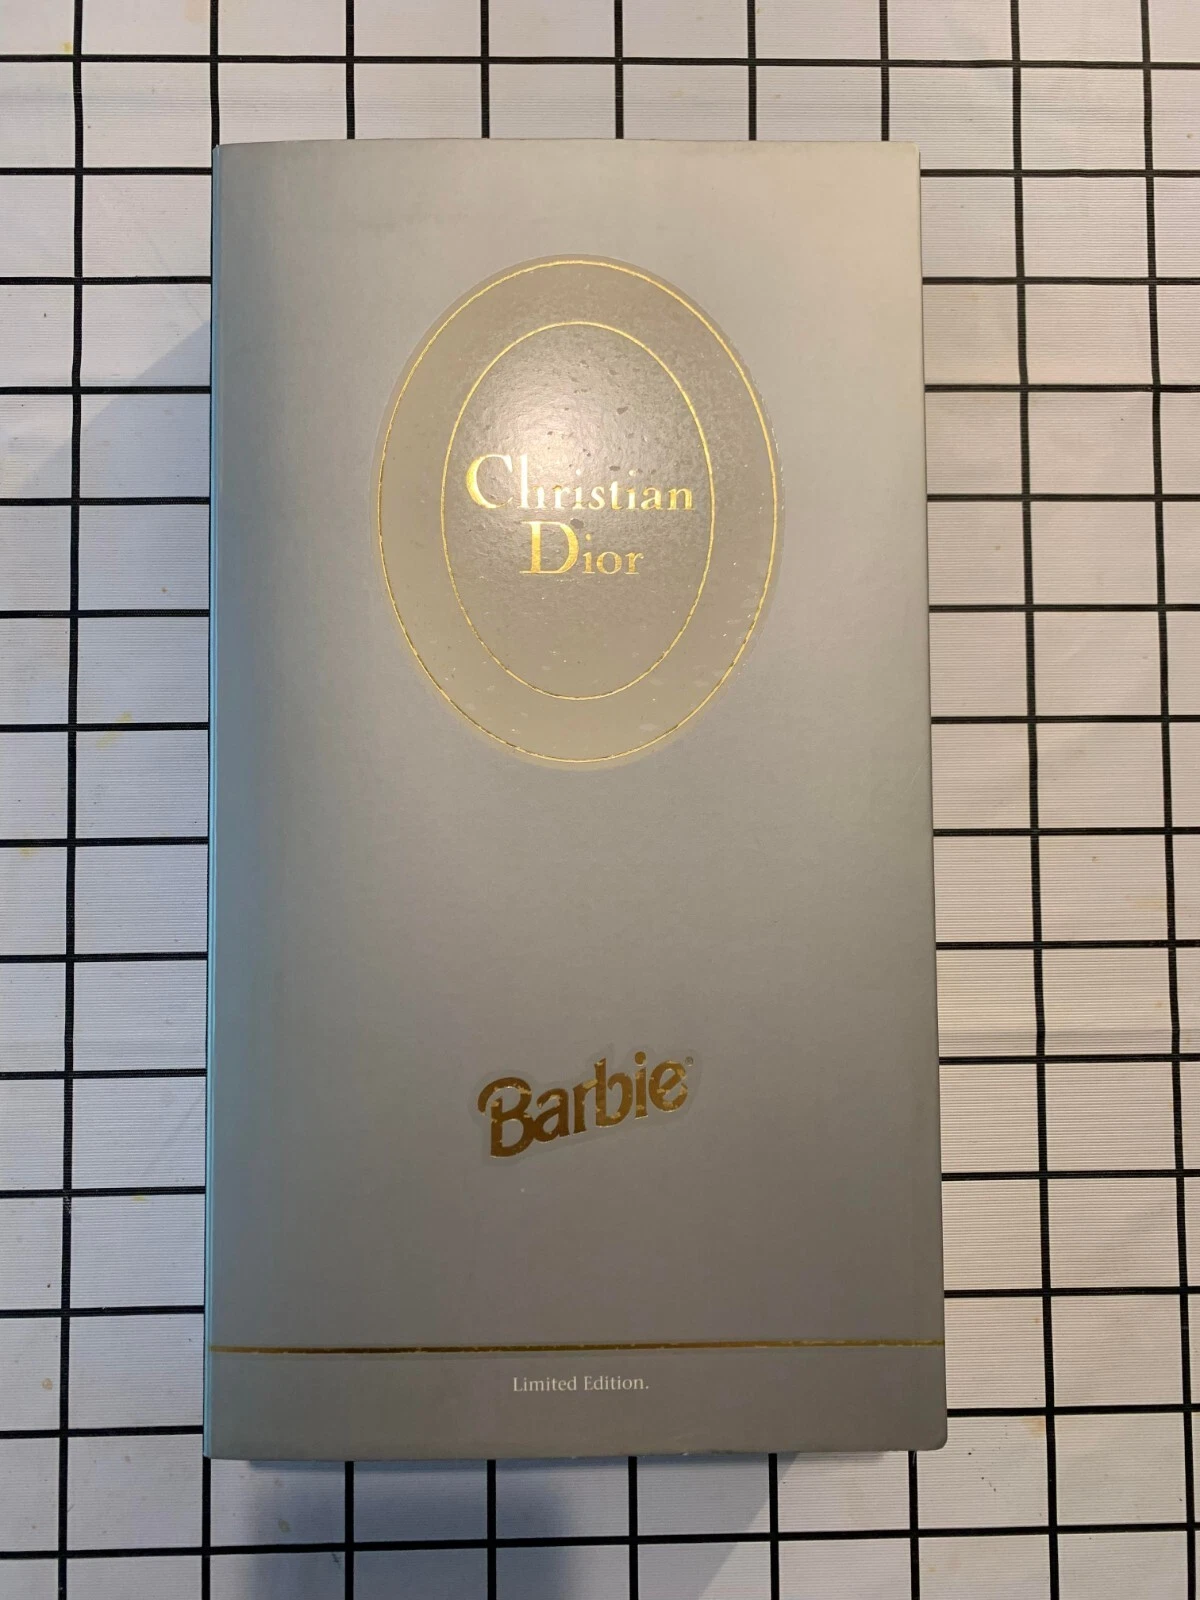 Christian
Dior
Barbie®
Limited Edition.